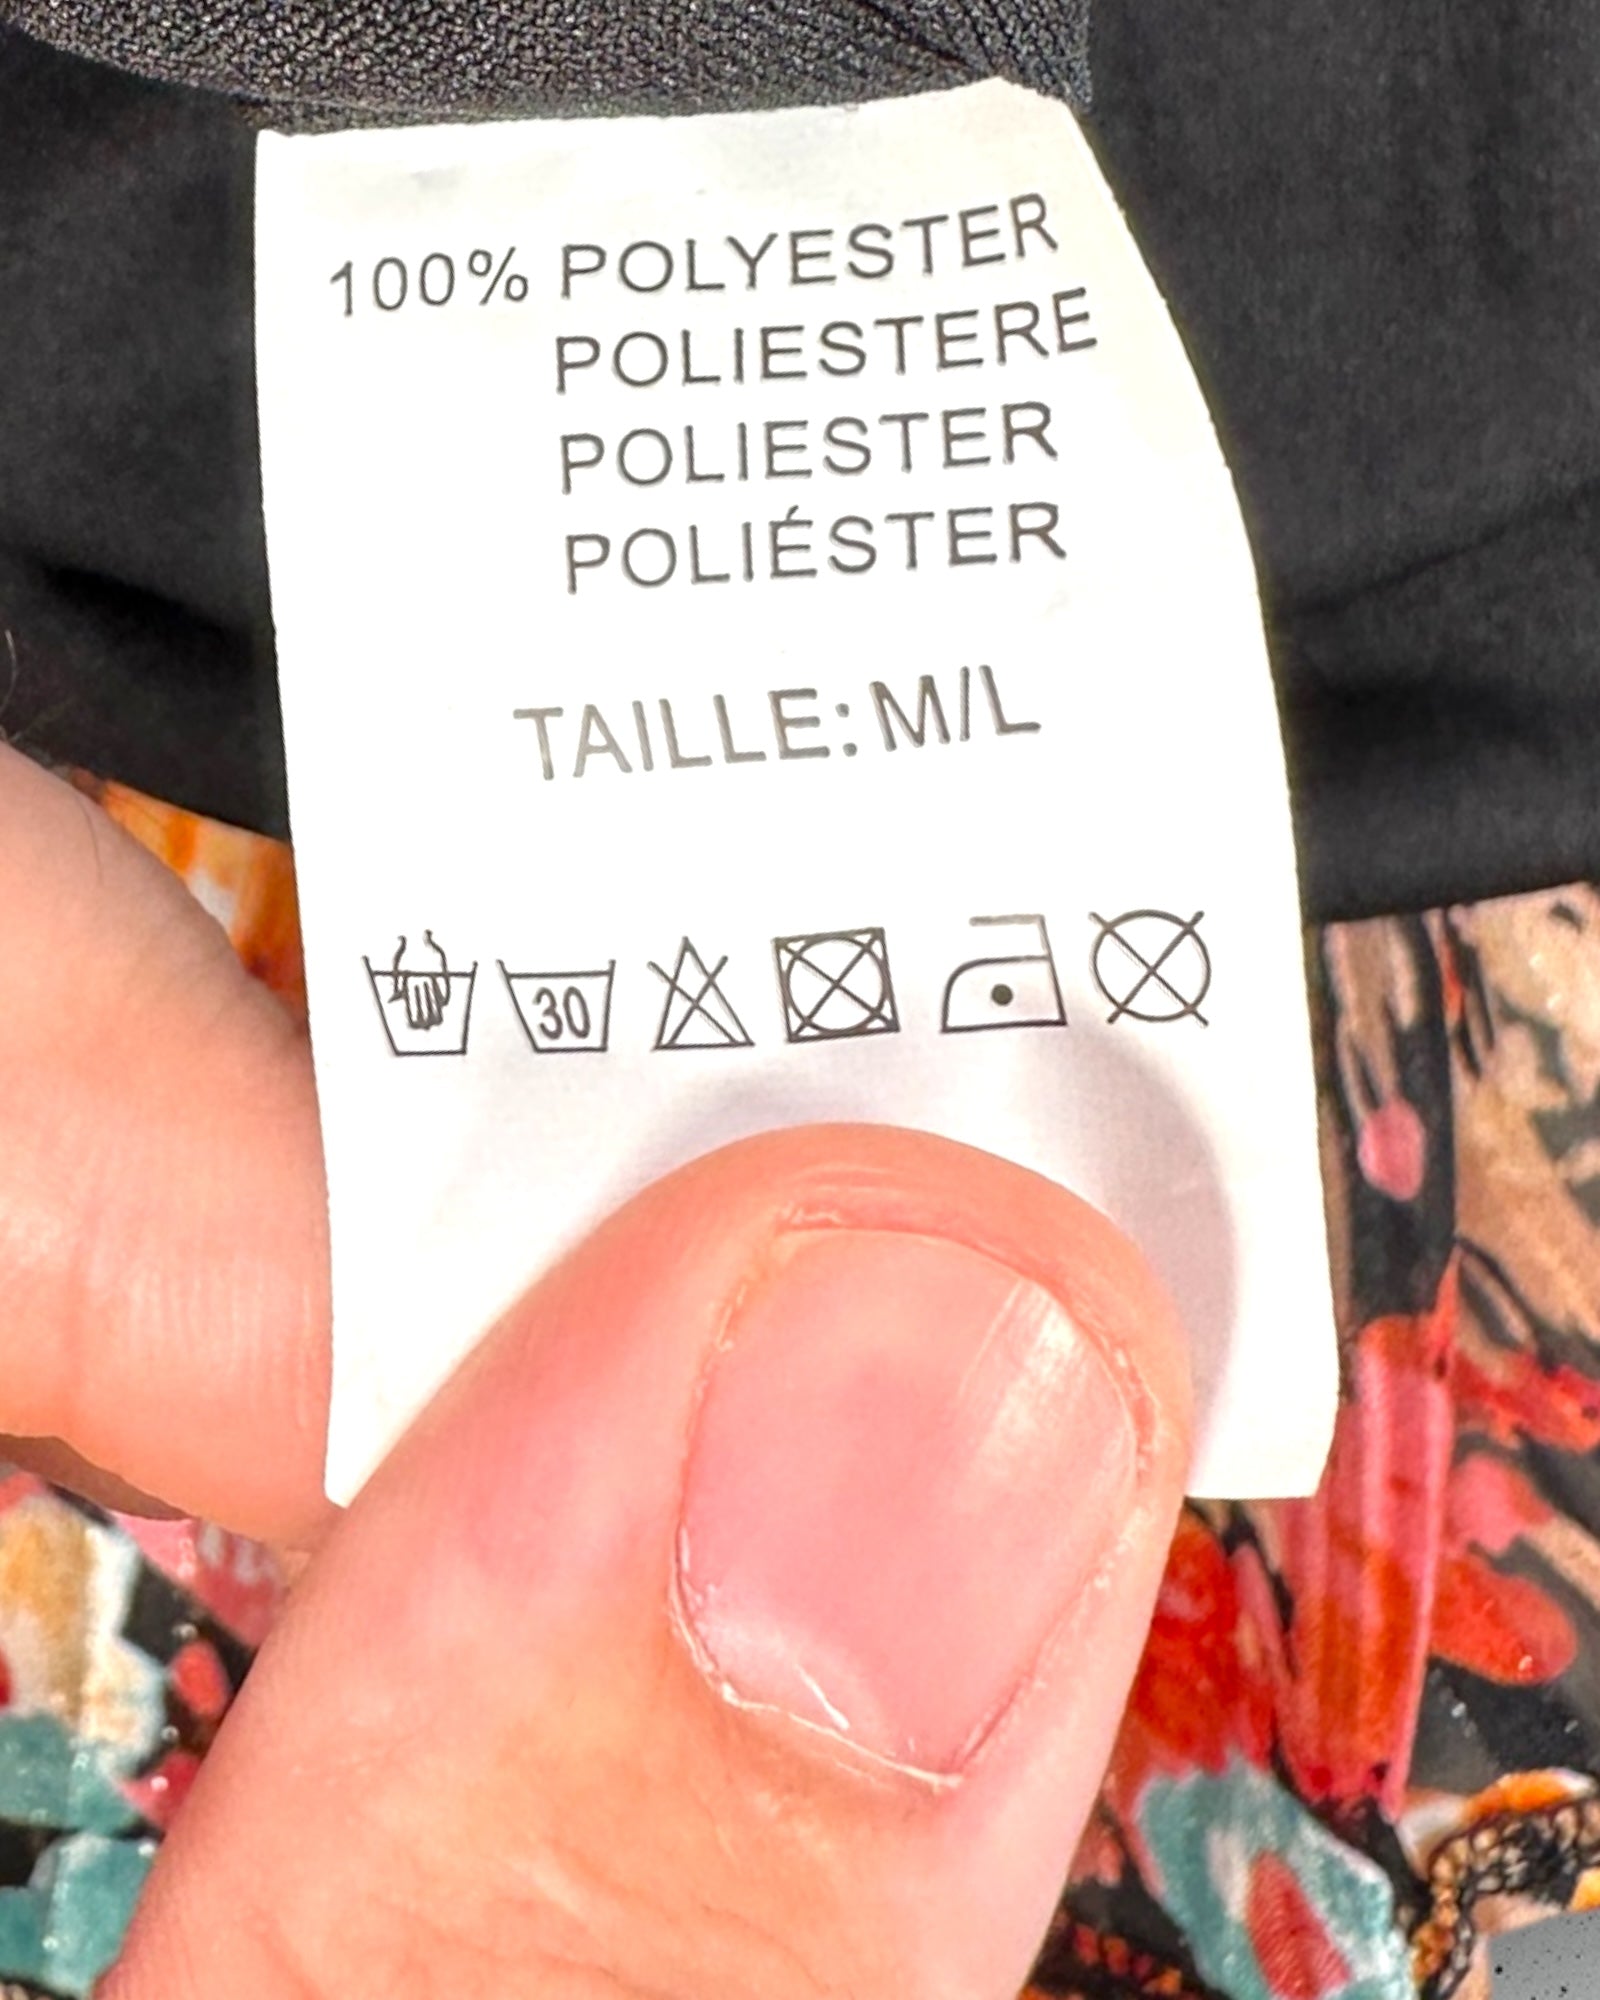 100% POLYESTER
POLIESTERE
POLIESTER
POLIÉSTER
TAILLE: M/L
30